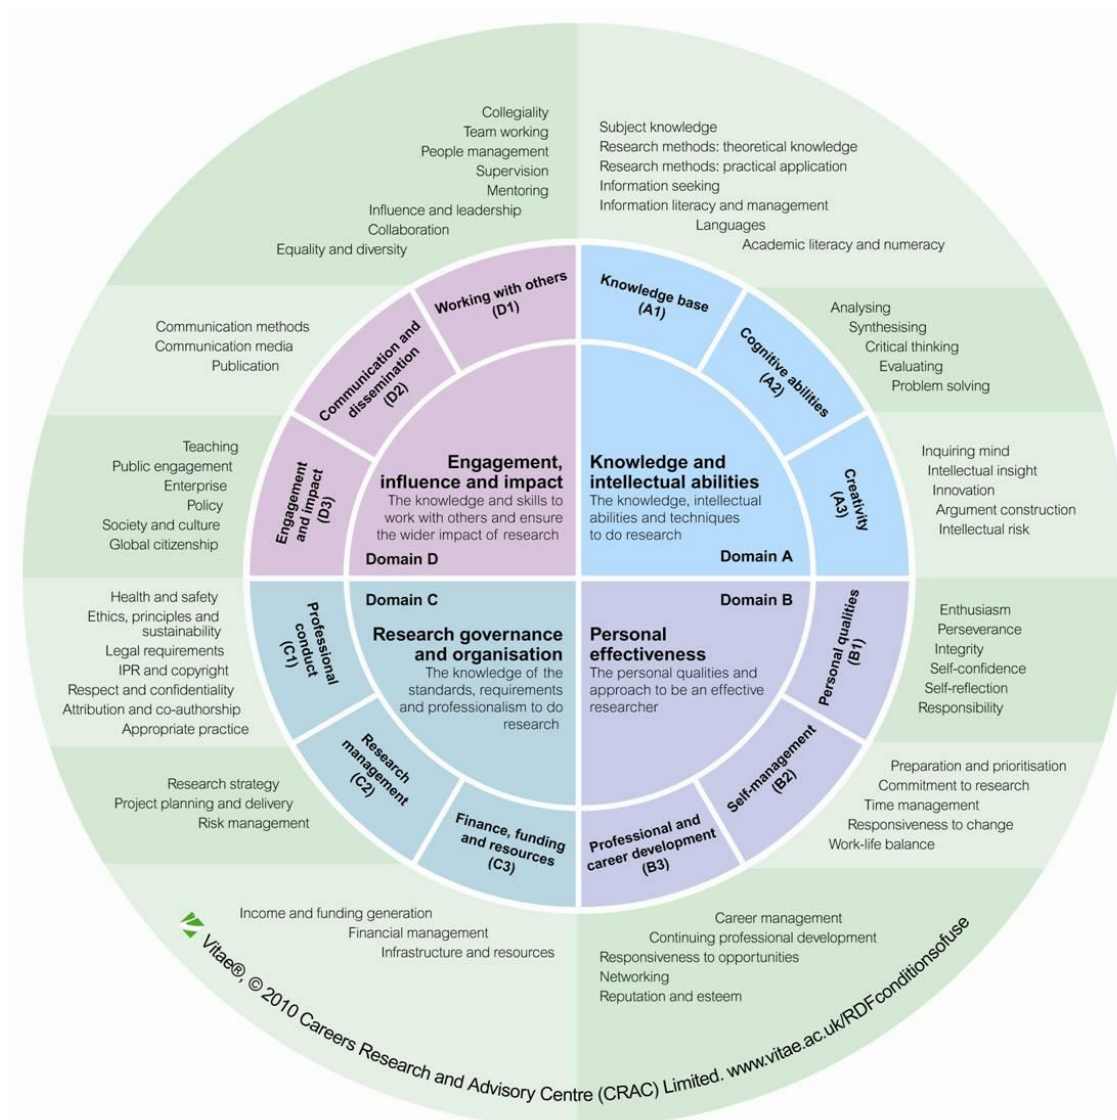 Collegiality
Team working
People management
Supervision
Mentoring
Influence and leadership
Collaboration
Equality and diversity
Subject knowledge
Research methods: theoretical knowledge
Research methods: practical application
Information seeking
Information literacy and management
Languages
Academic literacy and numeracy
Working with others
(D1)
Knowledge base
(A1)
Communication methods
Communication media
Publication
Communication and
dissemination
(D2)
Cognitive abilities
(A2)
Analysing
Synthesising
Critical thinking
Evaluating
Problem solving
Teaching
Public engagement
Enterprise
Policy
Society and culture
Global citizenship
Engagement
and impact
(D3)
Engagement,
influence and impact
The knowledge and skills to
work with others and ensure
the wider impact of research
Domain D
Knowledge and
intellectual abilities
The knowledge, intellectual
abilities and techniques
to do research
Domain A
Creativity
(A3)
Inquiring mind
Intellectual insight
Innovation
Argument construction
Intellectual risk
Health and safety
Ethics, principles and
sustainability
Legal requirements
IPR and copyright
Respect and confidentiality
Attribution and co-authorship
Appropriate practice
Professional
conduct
(C1)
Domain C
Research governance
and organisation
The knowledge of the
standards, requirements
and professionalism to do
research
Domain B
Personal
effectiveness
The personal qualities and
approach to be an effective
researcher
Personal qualities
(B1)
Enthusiasm
Perseverance
Integrity
Self-confidence
Self-reflection
Responsibility
Research strategy
Project planning and delivery
Risk management
Research
management
(C2)
Self-management
(B2)
Preparation and prioritisation
Commitment to research
Time management
Responsiveness to change
Work-life balance
Finance, funding
and resources
(C3)
Professional and
career development
(B3)
Income and funding generation
Financial management
Infrastructure and resources
Career management
Continuing professional development
Responsiveness to opportunities
Networking
Reputation and esteem
Vitae®, © 2010 Careers Research and Advisory Centre (CRAC) Limited. www.vitae.ac.uk/RDFconditionsofuse